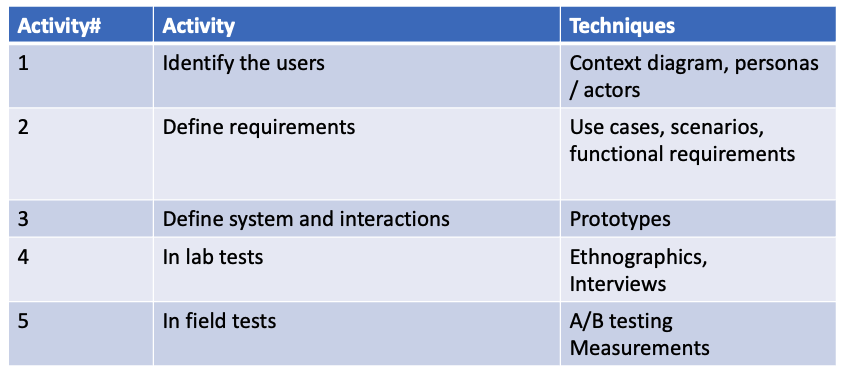 Activity# Activity Techniques
1 Identify the users Context diagram, personas
/ actors
2 Define requirements Use cases, scenarios,
functional requirements
3 Define system and interactions Prototypes
4 In lab tests Ethnographics,
Interviews
5 In field tests A/B testing
Measurements